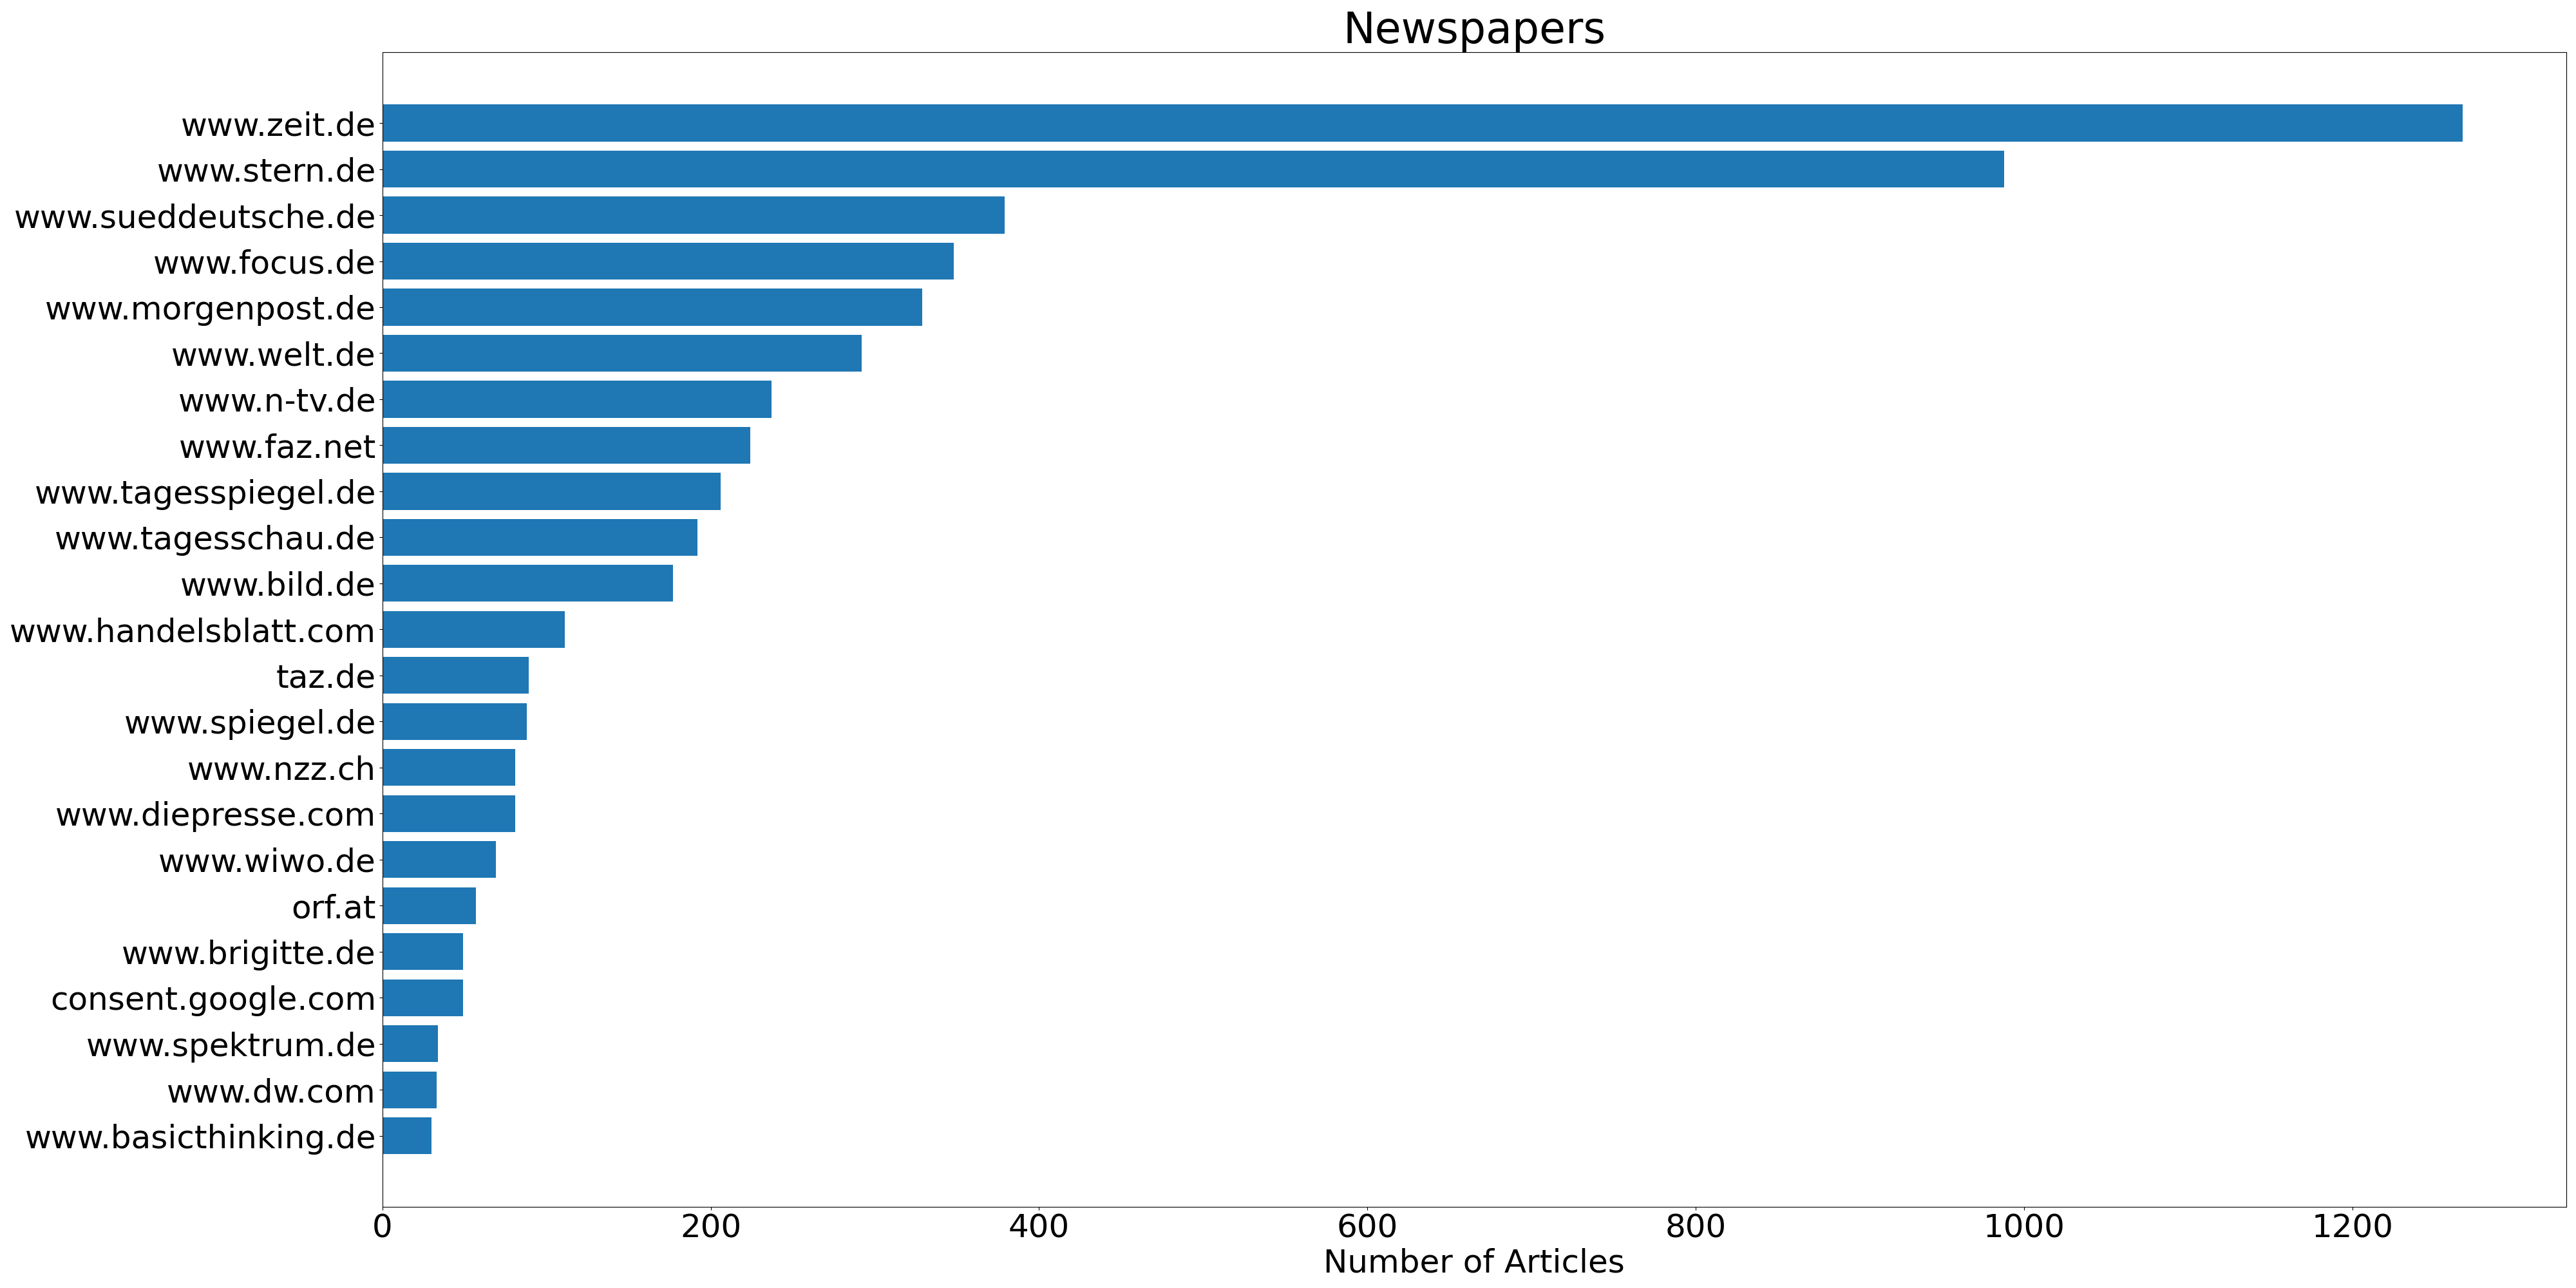 Newspapers
www.zeit.de
www.stern.de
www.sueddeutsche.de
www.focus.de
www.morgenpost.de
www.welt.de
www.n-tv.de
www.faz.net
www.tagesspiegel.de
www.tagesschau.de
www.bild.de
www.handelsblatt.com
taz.de
www.spiegel.de
www.nzz.ch
www.diepresse.com
www.wiwo.de
orf.at
www.brigitte.de
consent.google.com
www.spektrum.de
www.dw.com
www.basicthinking.de
0 200 400 600 800 1000 1200
Number of Articles